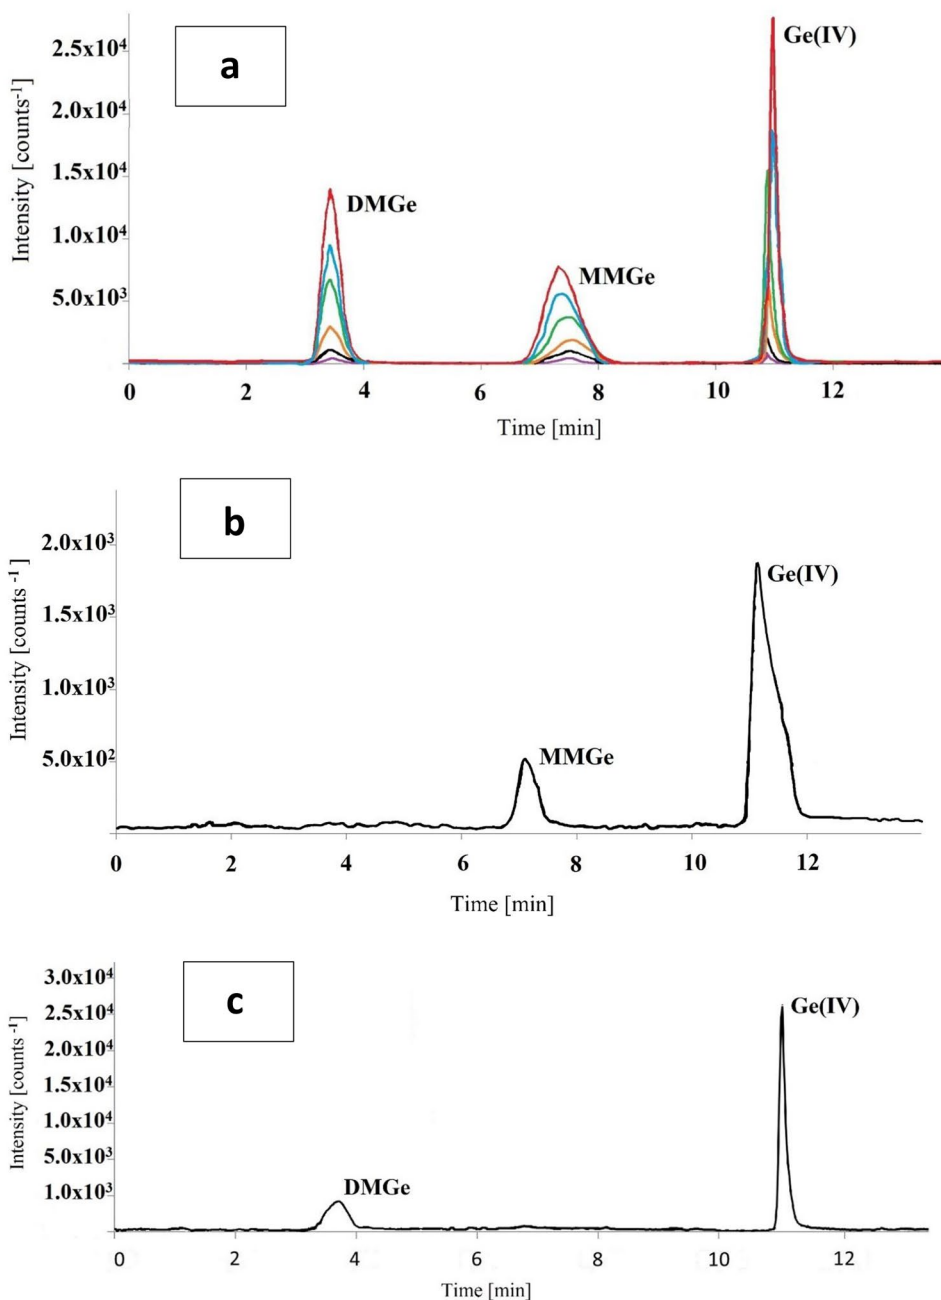 a
Ge(IV)
DMGe
MMGe
2.5x10⁴
2.0x10⁴
1.5x10⁴
1.0x10⁴
5.0x10³
Intensity [counts⁻¹]
0 2 4 6 8 10 12
Time [min]
b
Ge(IV)
MMGe
2.0x10³
1.5x10³
1.0x10³
5.0x10²
Intensity [counts ⁻¹ ]
0 2 4 6 8 10 12
Time [min]
c
Ge(IV)
DMGe
3.0x10⁴
2.5x10⁴
2.0x10⁴
1.5x10⁴
1.0x10⁴
5.0x10³
1.0x10³
Intensity [counts ⁻¹]
0 2 4 6 8 10 12
Time [min]